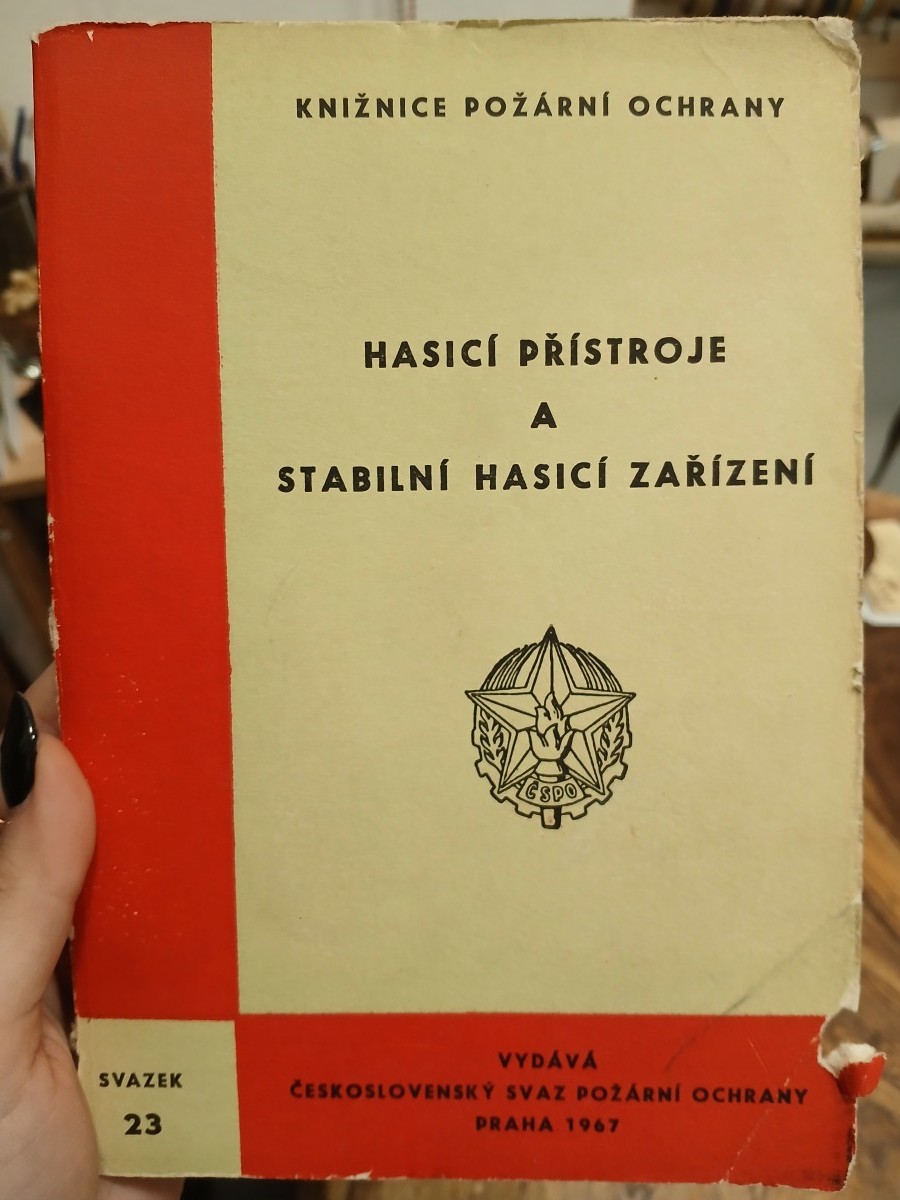 KNIŽNICE POŽÁRNÍ OCHRANY
HASICÍ PŘÍSTROJE
A
STABILNÍ HASICÍ ZAŘÍZENÍ
ČSPO
SVAZEK
23
VYDÁVÁ
ČESKOSLOVENSKÝ SVAZ POŽÁRNÍ OCHRANY
PRAHA 1967